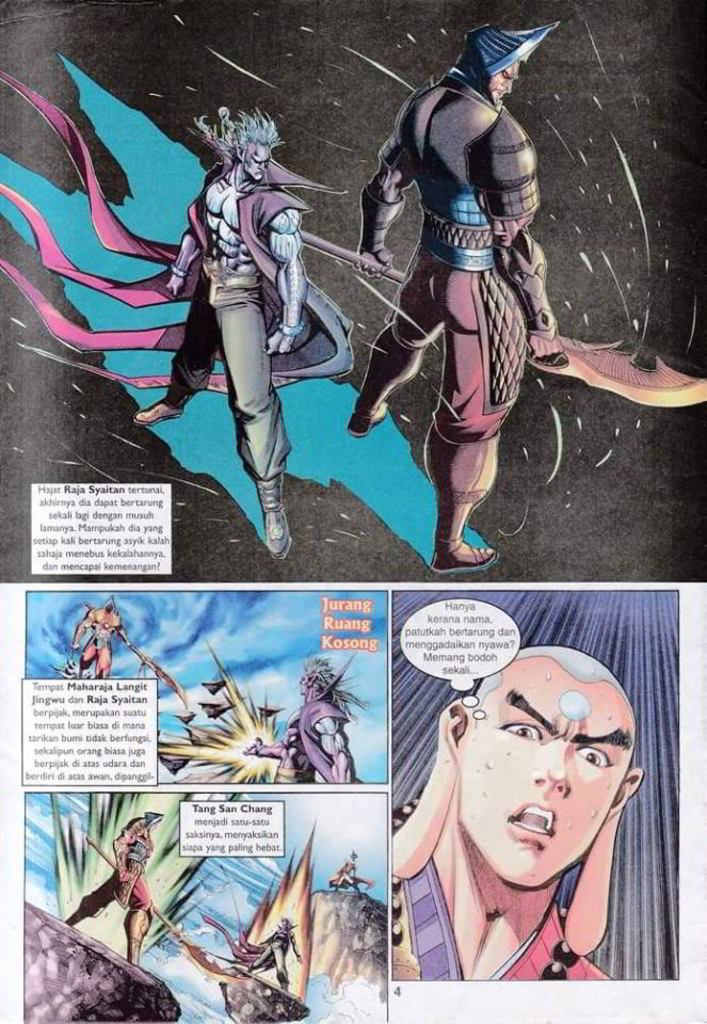 Hajat Raja Syaitan tertunai,
akhirnya dia dapat bertarung
sekali lagi dengan musuh
lamanya. Mampukah dia yang
setiap kali bertarung asyik kalah
sahaja menebus kekalahannya,
dan mencapai kemenangan?
Jurang
Ruang
Kosong
Tempat Maharaja Langit
Jingwu dan Raja Syaitan
berpijak, merupakan suatu
tempat luar biasa di mana
tarikan bumi tidak berfungsi,
sekalipun orang biasa juga
berpijak di atas udara dan
berdiri di atas awan, dipanggil-
Hanya
kerana nama,
patutkah bertarung dan
menggadaikan nyawa?
Memang bodoh
sekali...
Tang San Chang
menjadi satu-satu
saksinya, menyaksikan
siapa yang paling hebat.
4